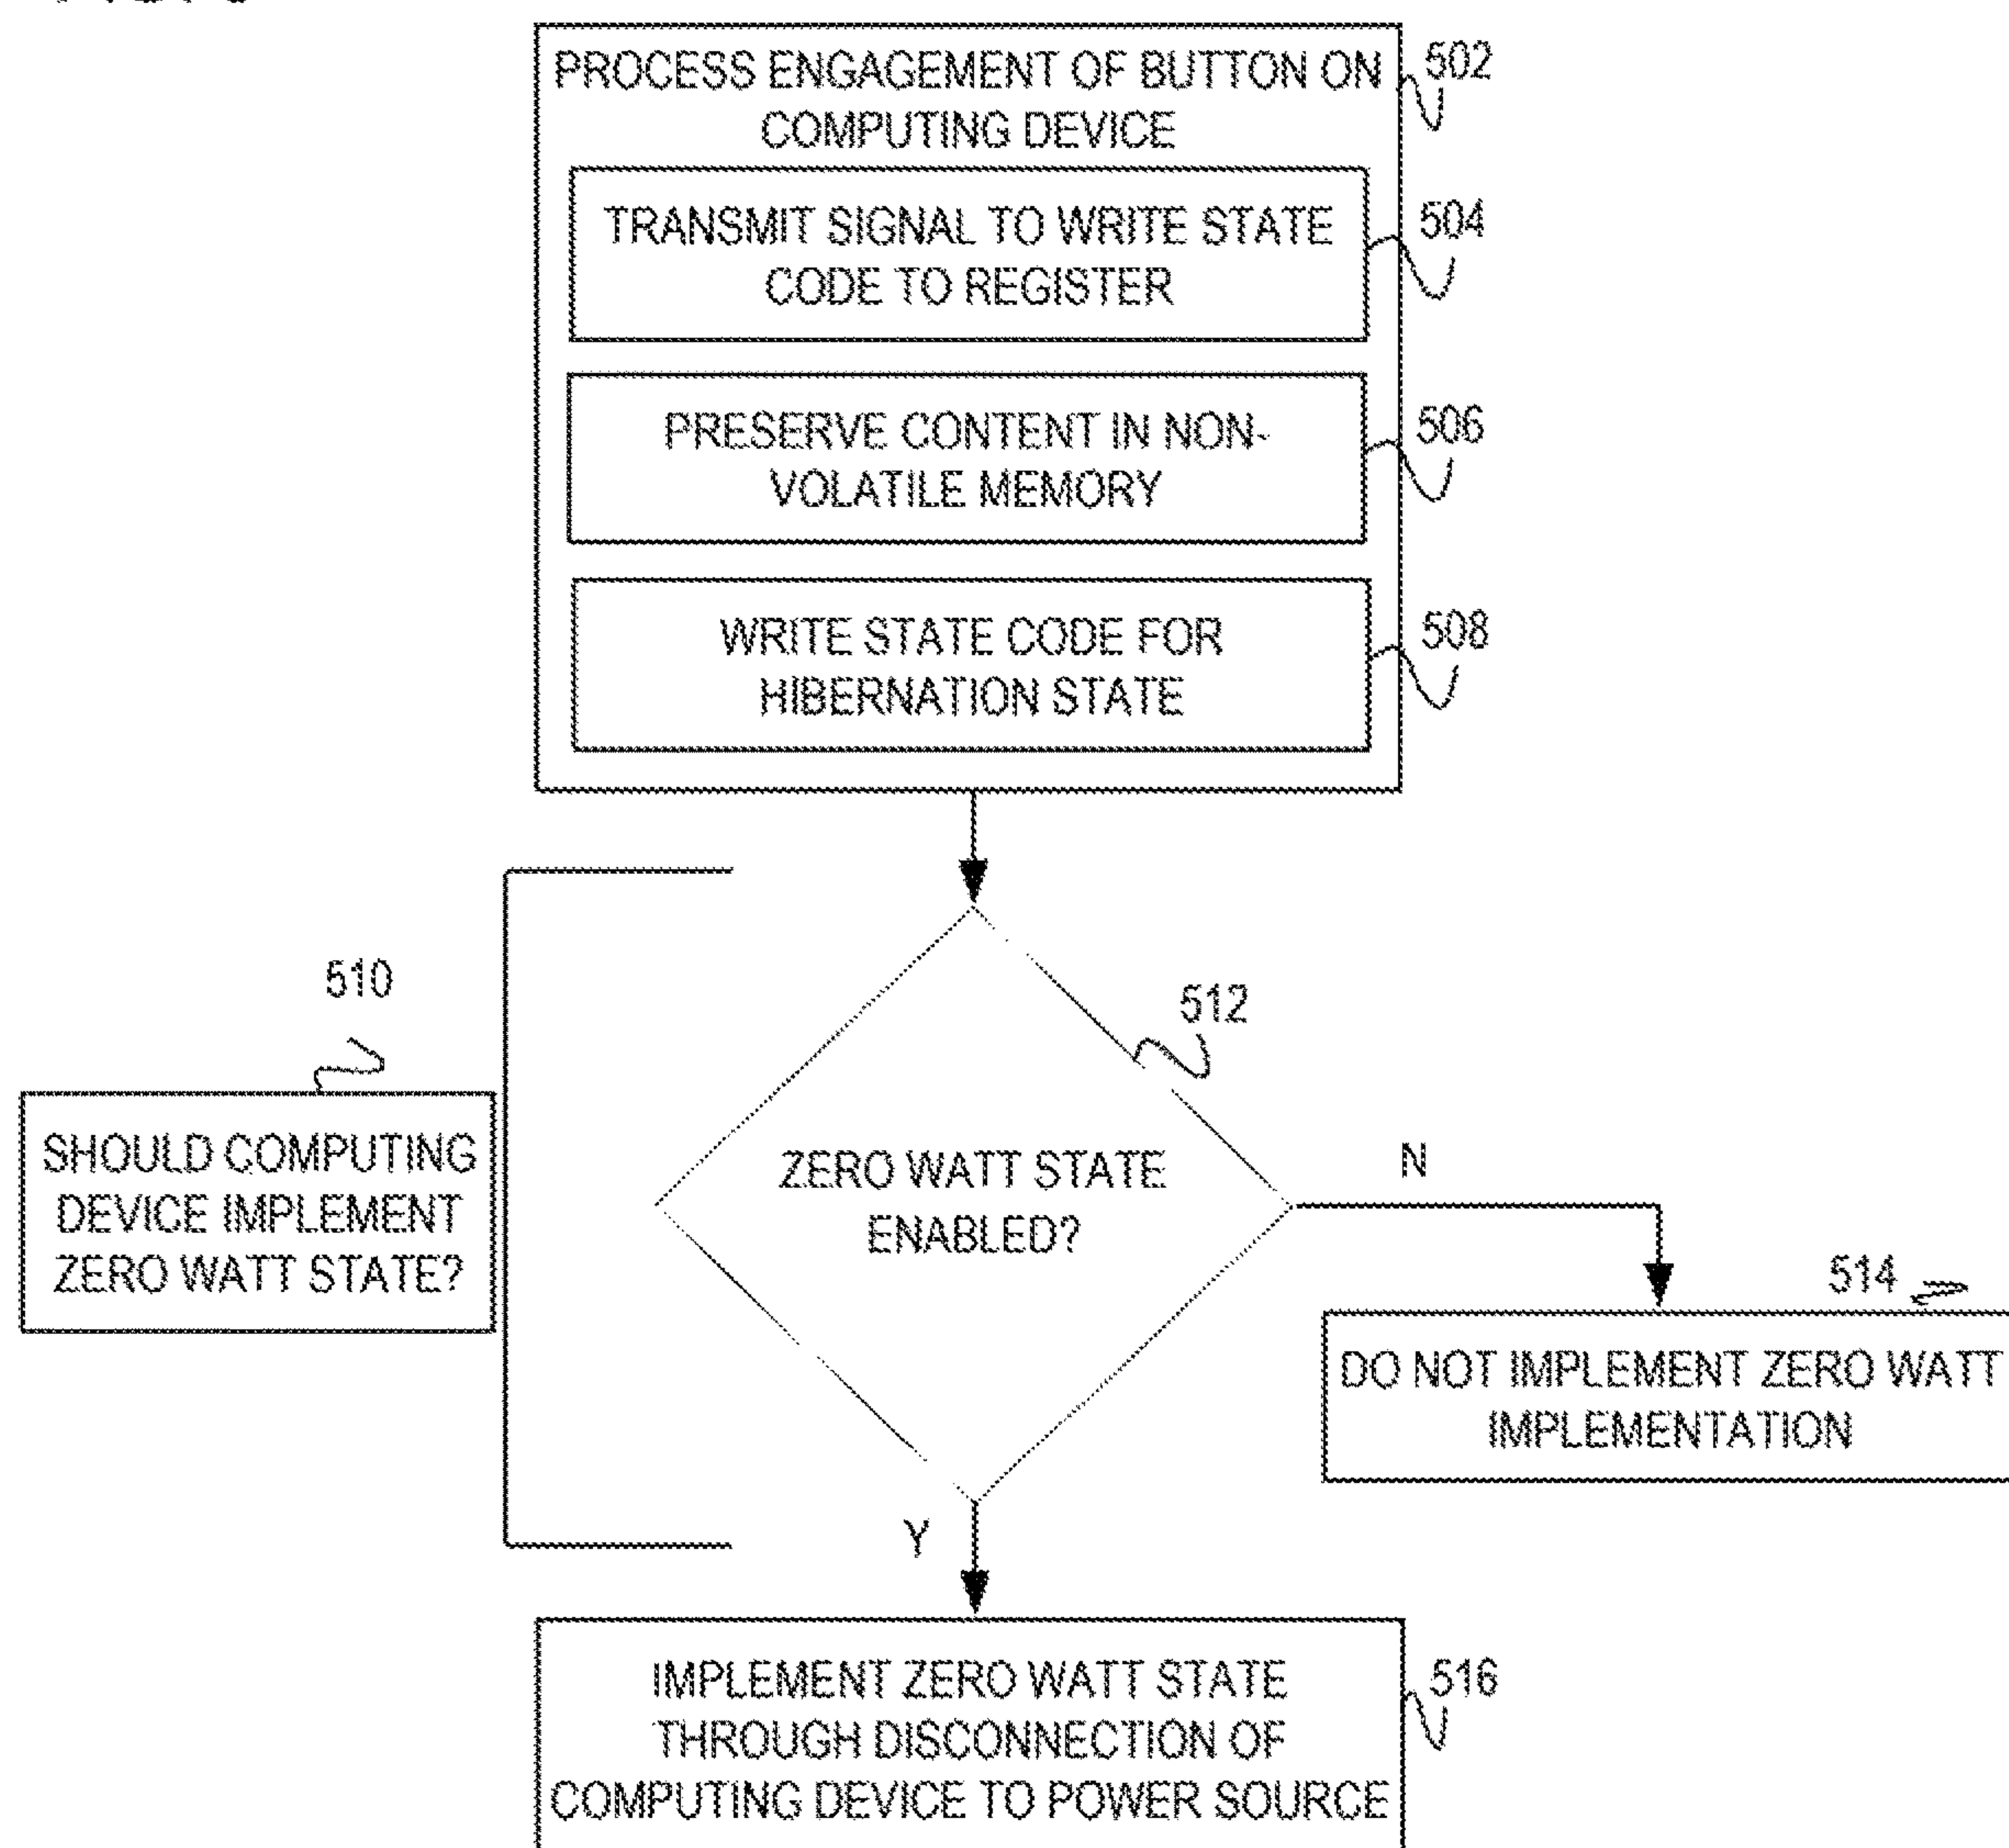 PROCESS ENGAGEMENT OF BUTTON ON
COMPUTING DEVICE
502
TRANSMIT SIGNAL TO WRITE STATE
CODE TO REGISTER
504
PRESERVE CONTENT IN NON-
VOLATILE MEMORY
506
WRITE STATE CODE FOR
HIBERNATION STATE
508
510
SHOULD COMPUTING
DEVICE IMPLEMENT
ZERO WATT STATE?
512
ZERO WATT STATE
ENABLED?
N
514
DO NOT IMPLEMENT ZERO WATT
IMPLEMENTATION
Y
IMPLEMENT ZERO WATT STATE
THROUGH DISCONNECTION OF
COMPUTING DEVICE TO POWER SOURCE
516